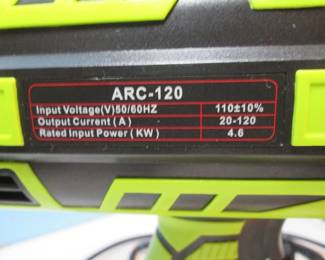 ARC-120
Input Voltage(V)50/60HZ 110±10%
Output Current ( A ) 20-120
Rated Input Power ( KW ) 4.6